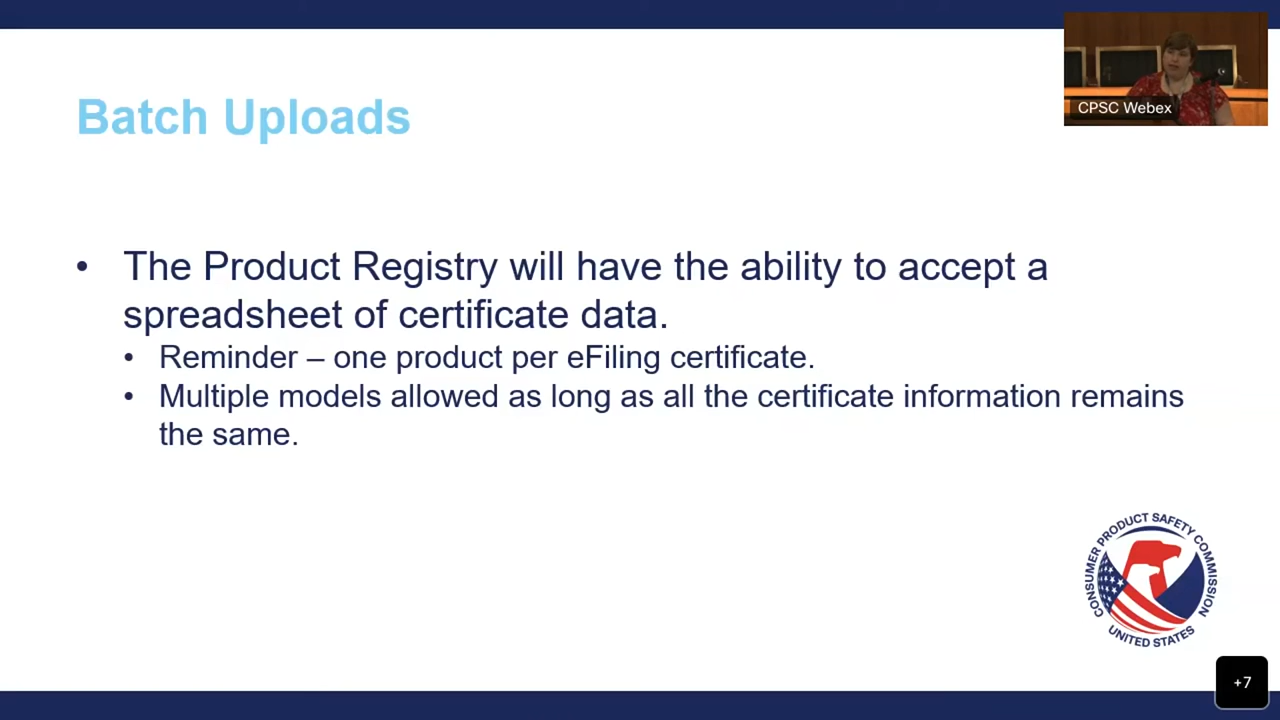 CPSC Webex
Batch Uploads
• The Product Registry will have the ability to accept a
spreadsheet of certificate data.
• Reminder – one product per eFiling certificate.
• Multiple models allowed as long as all the certificate information remains
the same.
CONSUMER PRODUCT SAFETY COMMISSION
UNITED STATES
+7